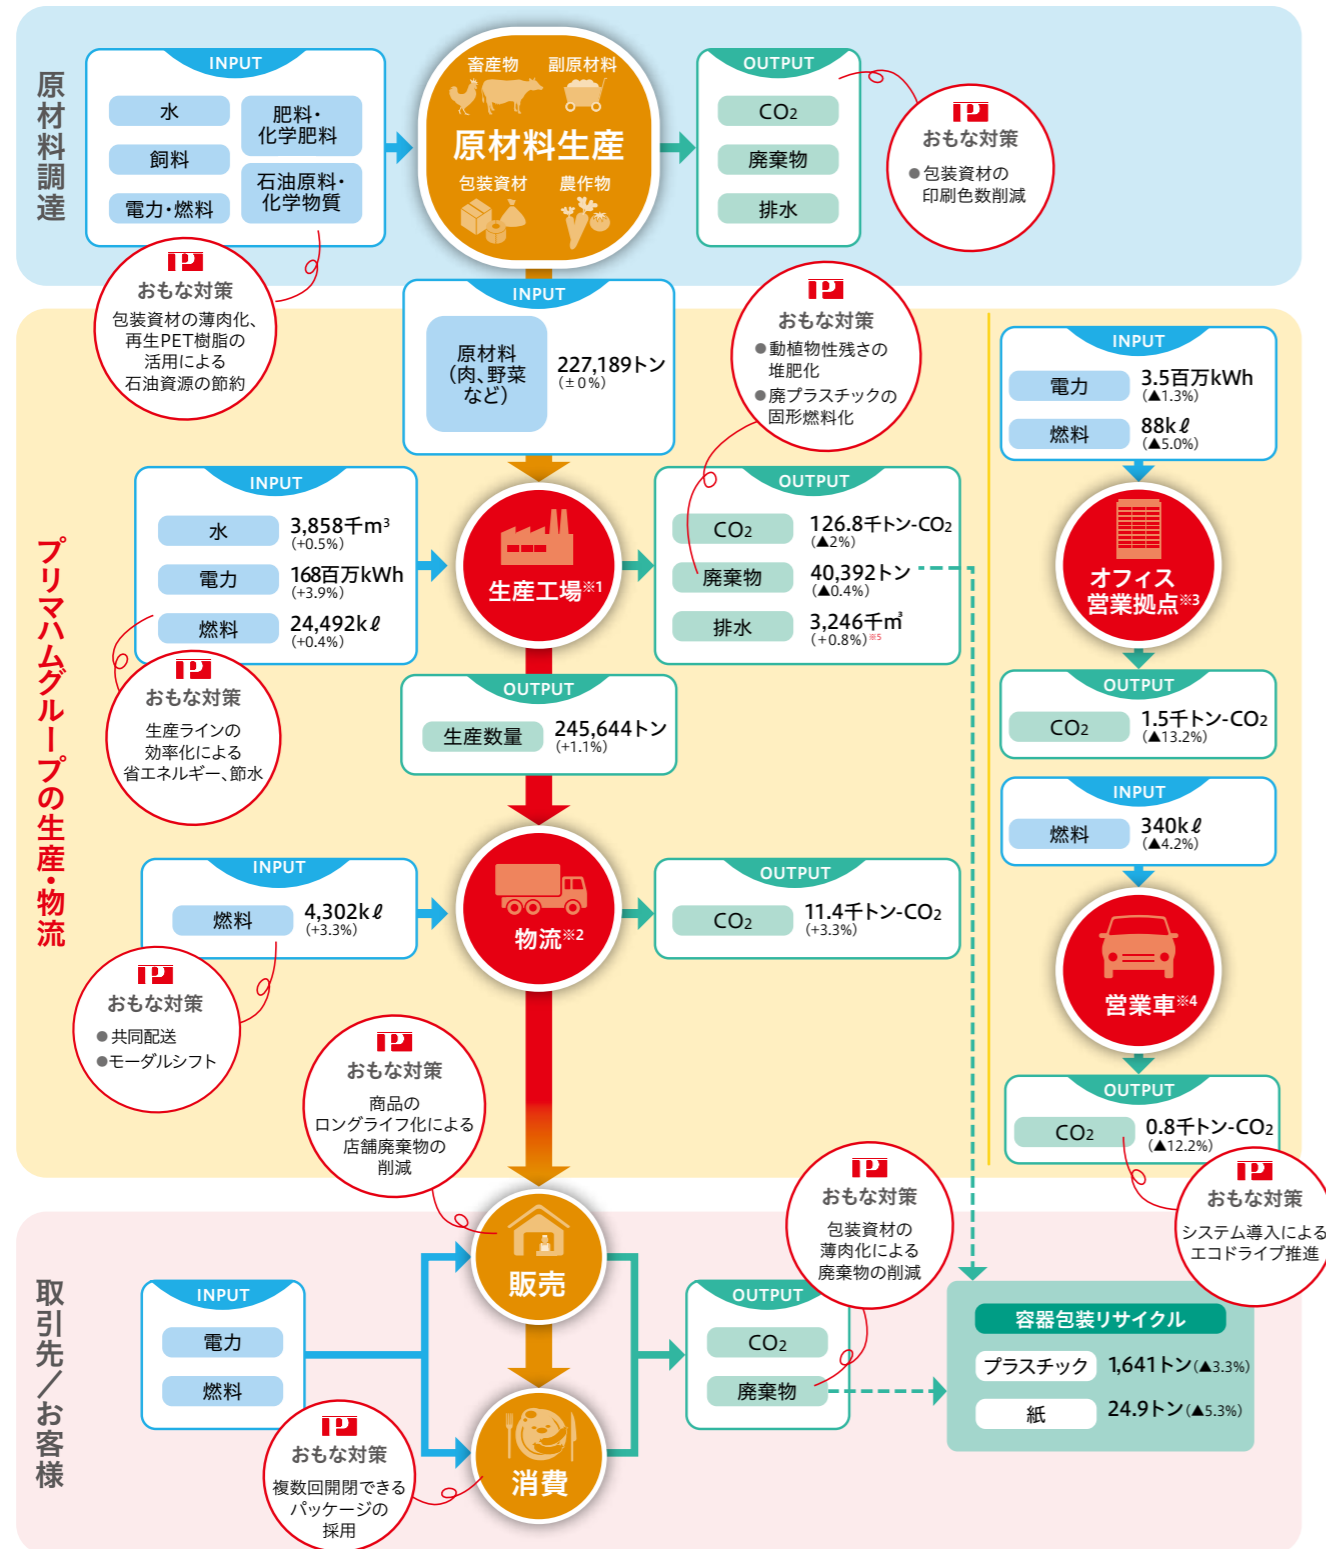 原材料調達
INPUT
水
飼料
電力・燃料
肥料・
化学肥料
石油原料・
化学物質
畜産物
副原材料
原材料生産
包装資材
農作物
OUTPUT
CO2
廃棄物
排水
おもな対策
●包装資材の
印刷色数削減
おもな対策
包装資材の薄肉化、
再生PET樹脂の
活用による
石油資源の節約
プリマハムグループの生産・物流
INPUT
原材料
(肉、野菜
など)
227,189トン
(±0%)
おもな対策
●動植物性残さの
堆肥化
●廃プラスチックの
固形燃料化
INPUT
水
3,858千m³
(+0.5%)
電力
168百万kWh
(+3.9%)
燃料
24,492kℓ
(+0.4%)
生産工場※1
OUTPUT
CO2
126.8千トン-CO2
(▲2%)
廃棄物
40,392トン
(▲0.4%)
排水
3,246千㎥
(+0.8%)※5
おもな対策
生産ラインの
効率化による
省エネルギー、節水
OUTPUT
生産数量
245,644トン
(+1.1%)
INPUT
燃料
4,302kℓ
(+3.3%)
物流※2
OUTPUT
CO2
11.4千トン-CO2
(+3.3%)
おもな対策
●共同配送
●モーダルシフト
おもな対策
商品の
ロングライフ化による
店舗廃棄物の
削減
INPUT
電力
3.5百万kWh
(▲1.3%)
燃料
88kℓ
(▲5.0%)
オフィス
営業拠点※3
OUTPUT
CO2
1.5千トン-CO2
(▲13.2%)
INPUT
燃料
340kℓ
(▲4.2%)
営業車※4
OUTPUT
CO2
0.8千トン-CO2
(▲12.2%)
おもな対策
システム導入による
エコドライブ推進
取引先／お客様
INPUT
電力
燃料
販売
消費
おもな対策
複数回開閉できる
パッケージの
採用
OUTPUT
CO2
廃棄物
おもな対策
包装資材の
薄肉化による
廃棄物の削減
容器包装リサイクル
プラスチック
1,641トン(▲3.3%)
紙
24.9トン(▲5.3%)